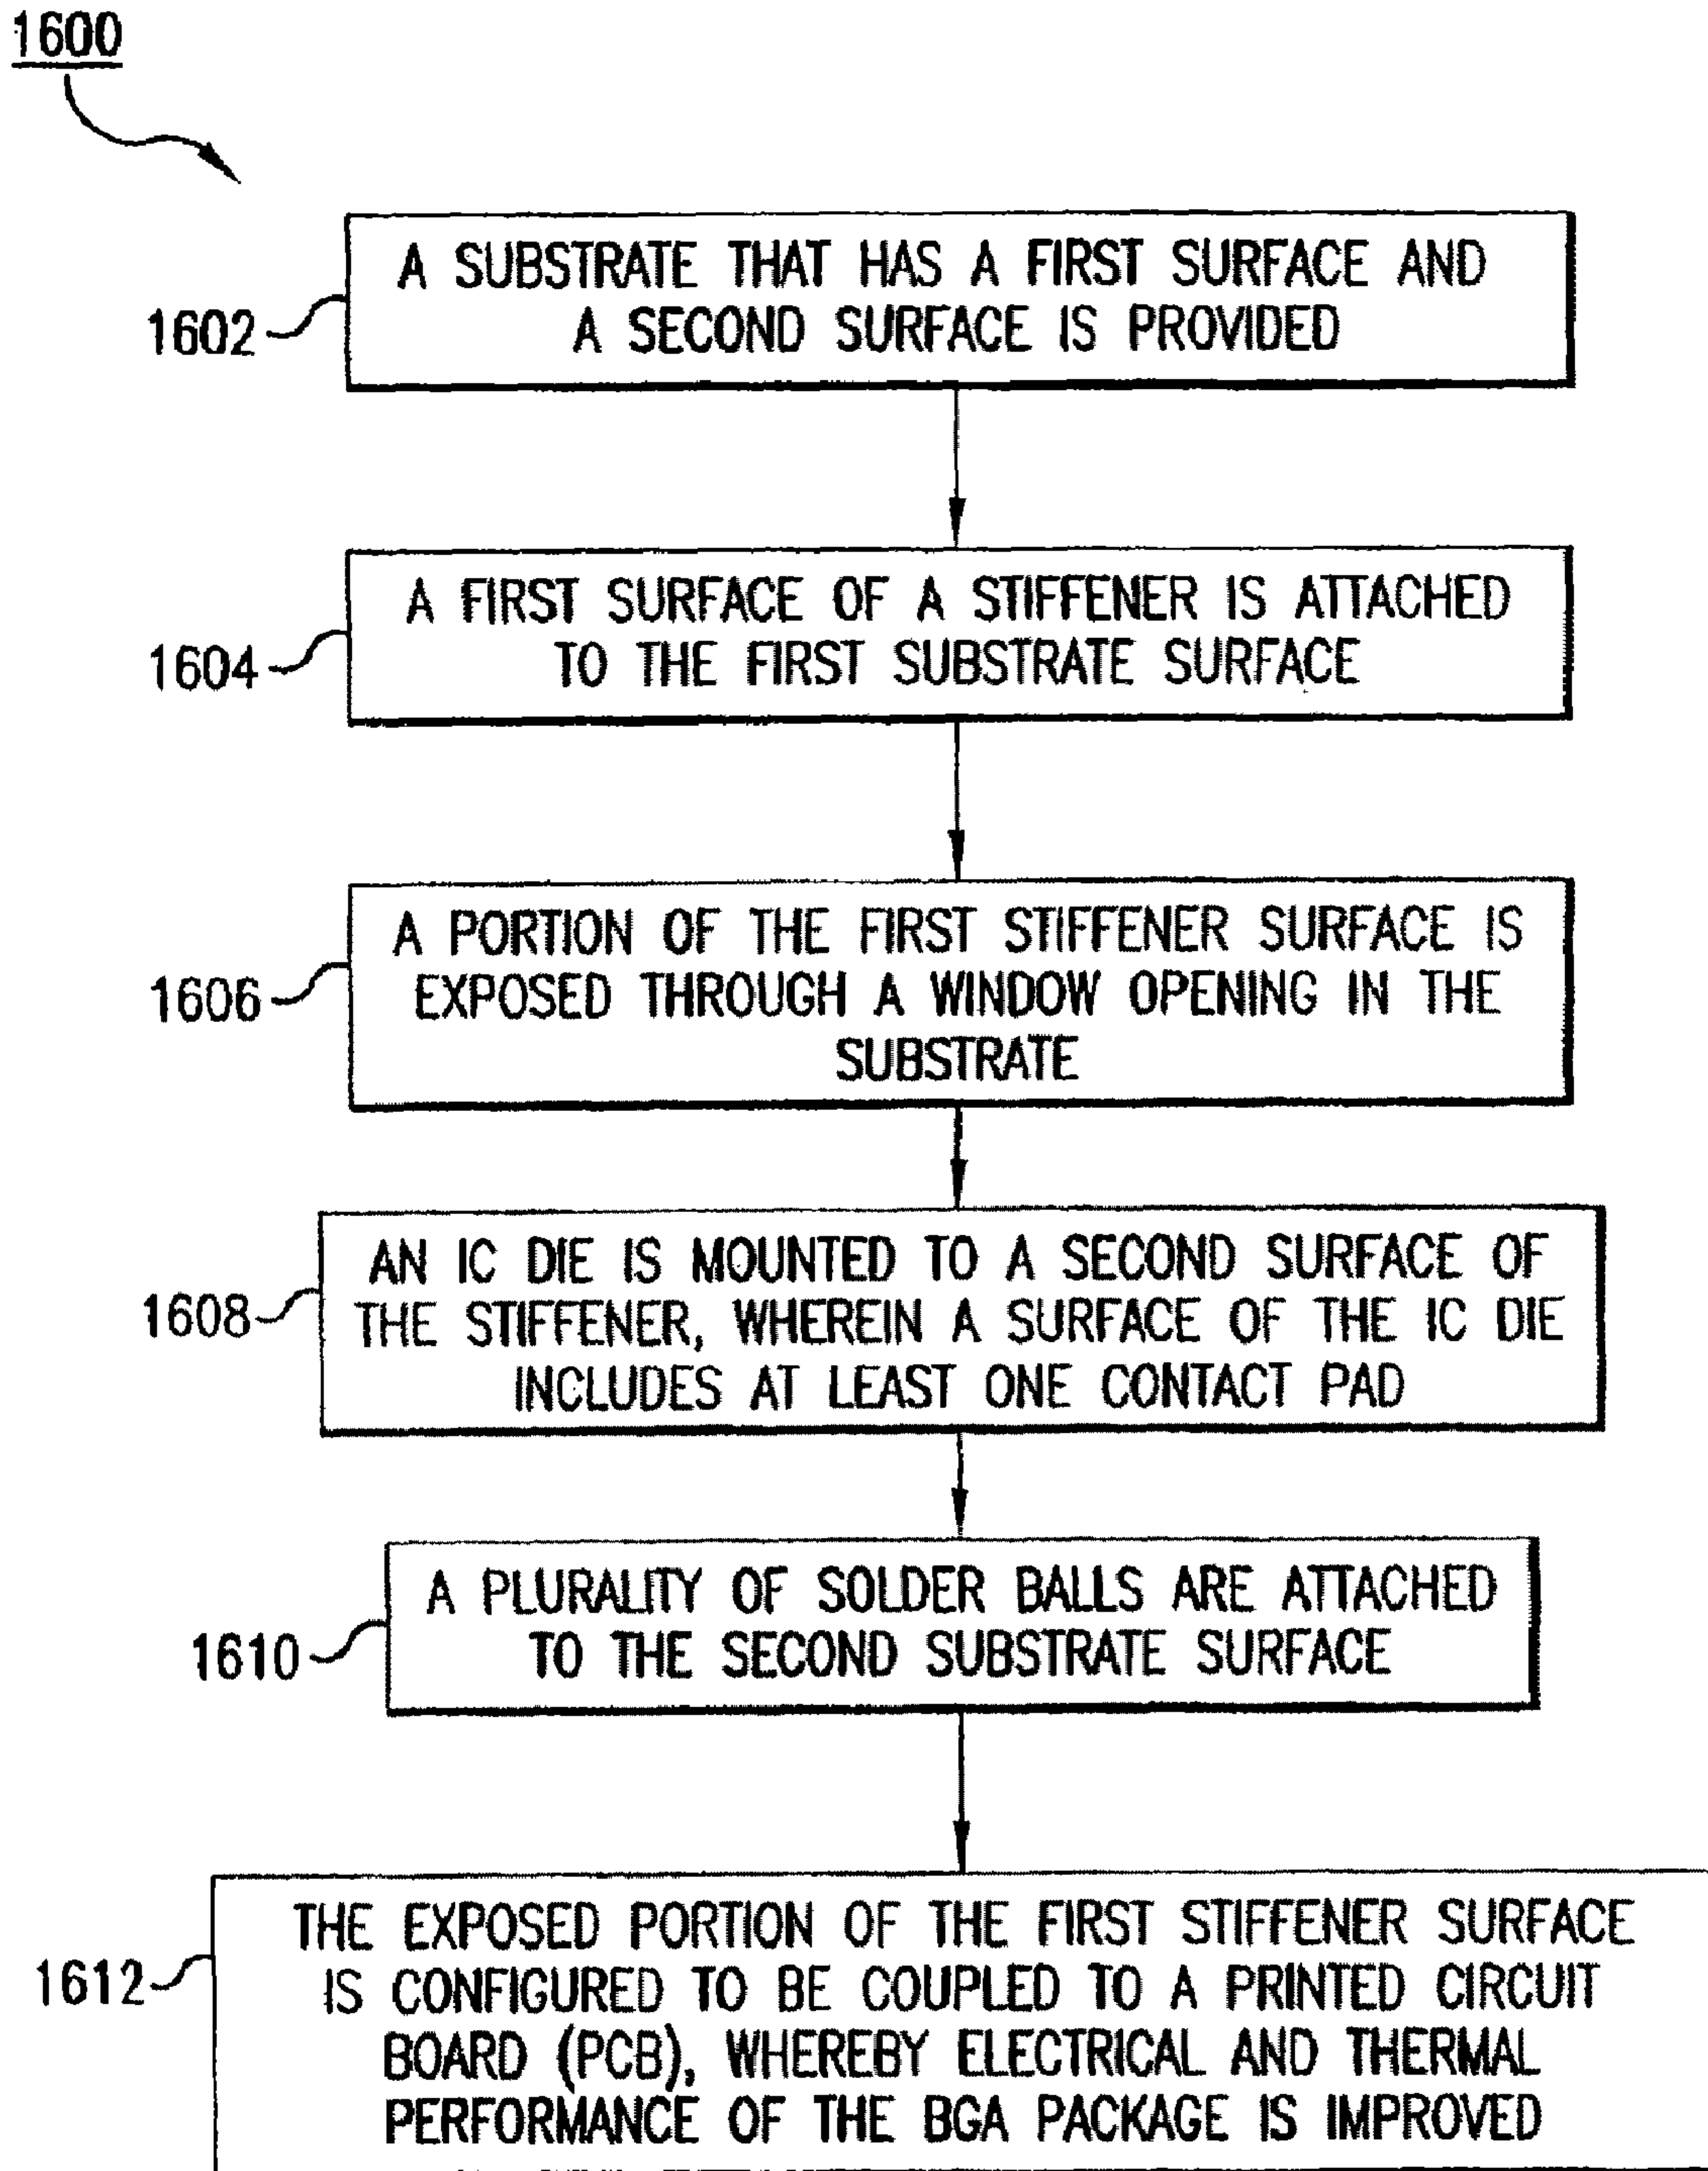 1600
A SUBSTRATE THAT HAS A FIRST SURFACE AND
A SECOND SURFACE IS PROVIDED
1602
A FIRST SURFACE OF A STIFFENER IS ATTACHED
TO THE FIRST SUBSTRATE SURFACE
1604
A PORTION OF THE FIRST STIFFENER SURFACE IS
EXPOSED THROUGH A WINDOW OPENING IN THE
SUBSTRATE
1606
AN IC DIE IS MOUNTED TO A SECOND SURFACE OF
THE STIFFENER, WHEREIN A SURFACE OF THE IC DIE
INCLUDES AT LEAST ONE CONTACT PAD
1608
A PLURALITY OF SOLDER BALLS ARE ATTACHED
TO THE SECOND SUBSTRATE SURFACE
1610
THE EXPOSED PORTION OF THE FIRST STIFFENER SURFACE
IS CONFIGURED TO BE COUPLED TO A PRINTED CIRCUIT
BOARD (PCB), WHEREBY ELECTRICAL AND THERMAL
PERFORMANCE OF THE BGA PACKAGE IS IMPROVED
1612